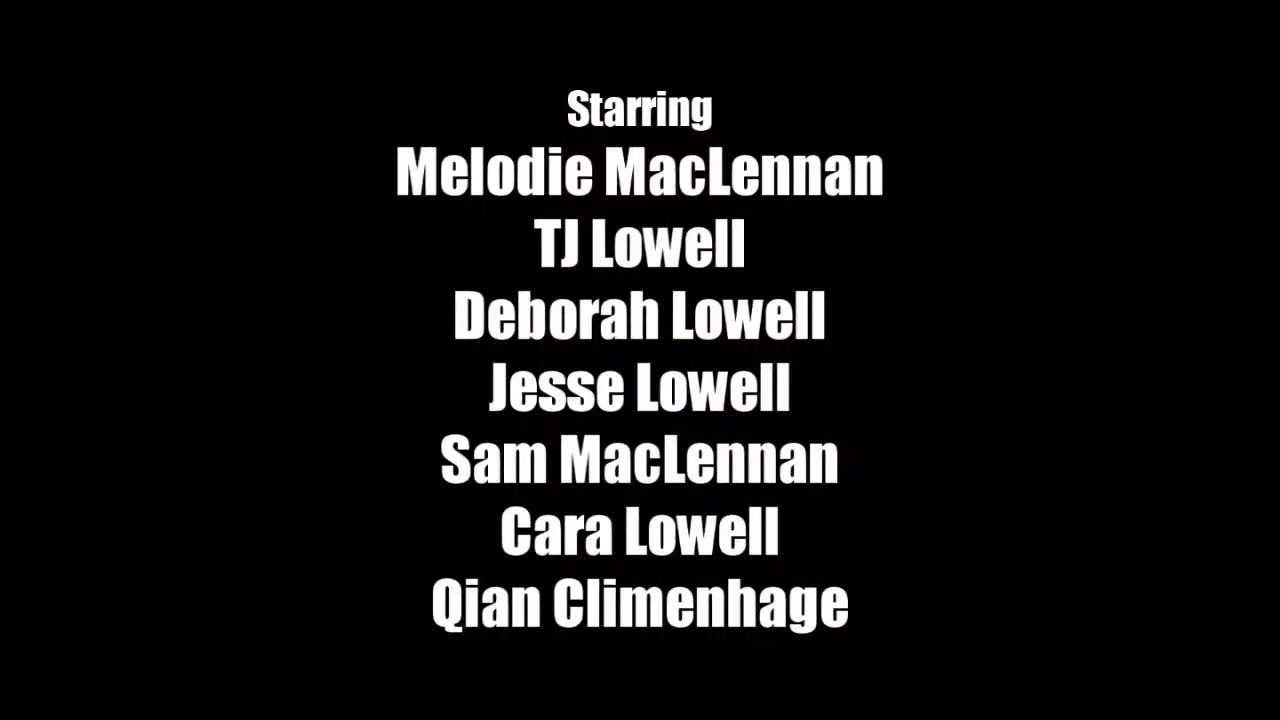 Starring
Melodie MacLennan
TJ Lowell
Deborah Lowell
Jesse Lowell
Sam MacLennan
Cara Lowell
Qian Climenhage